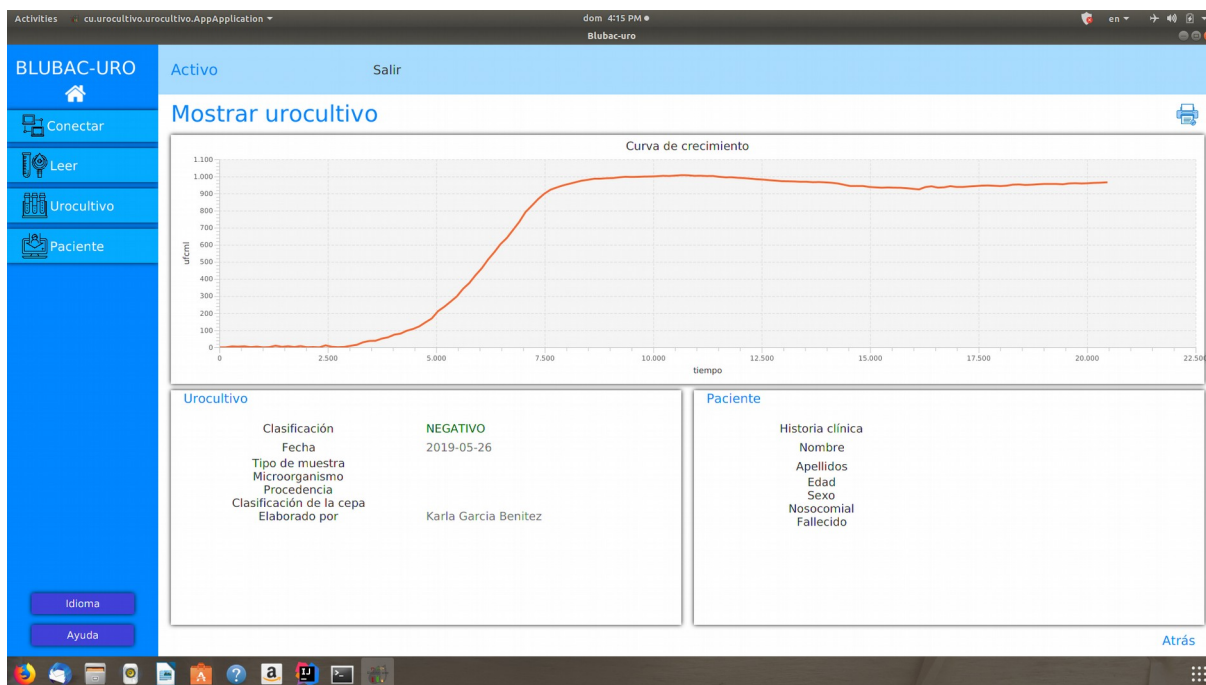 Activities cu.urocultivo.urocultivo.AppApplication dom 4:15 PM en
Blubac-uro
BLUBAC-URO
Activo Salir
Conectar
Leer
Urocultivo
Paciente
Idioma
Ayuda
Mostrar urocultivo
Curva de crecimiento
1.100
1.000
900
800
700
600
500
400
300
200
100
0
ufcml
0 2.500 5.000 7.500 10.000 12.500 15.000 17.500 20.000 22.500
tiempo
Urocultivo
Clasificación NEGATIVO
Fecha 2019-05-26
Tipo de muestra
Microorganismo
Procedencia
Clasificación de la cepa
Elaborado por Karla Garcia Benitez
Paciente
Historia clínica
Nombre
Apellidos
Edad
Sexo
Nosocomial
Fallecido
Atrás